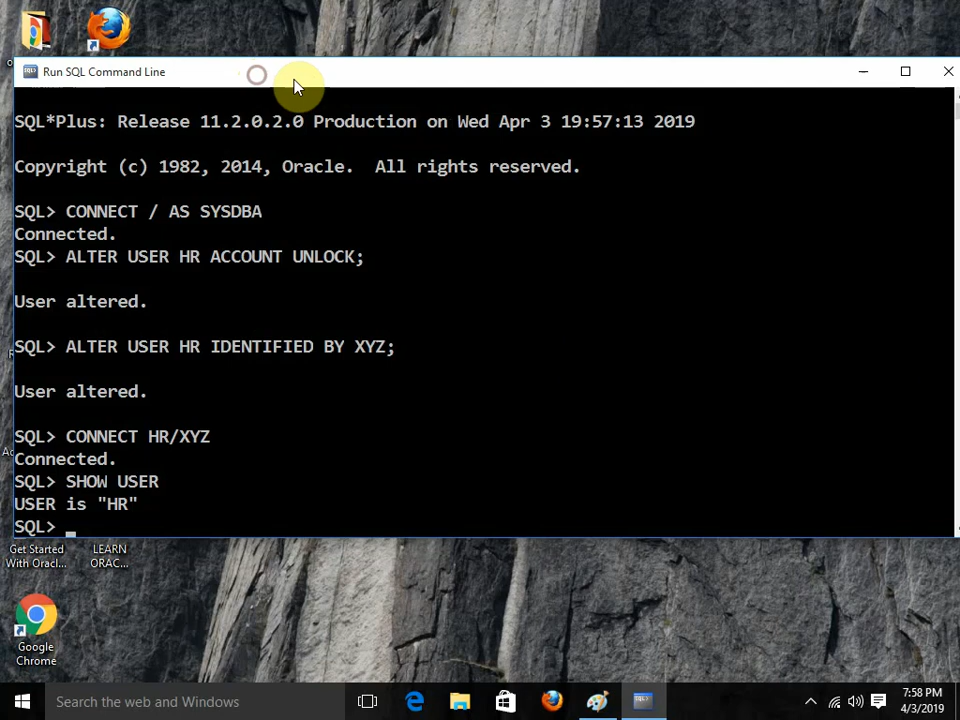 Run SQL Command Line
SQL*Plus: Release 11.2.0.2.0 Production on Wed Apr 3 19:57:13 2019
Copyright (c) 1982, 2014, Oracle.  All rights reserved.
SQL> CONNECT / AS SYSDBA
Connected.
SQL> ALTER USER HR ACCOUNT UNLOCK;
User altered.
SQL> ALTER USER HR IDENTIFIED BY XYZ;
User altered.
SQL> CONNECT HR/XYZ
Connected.
SQL> SHOW USER
USER is "HR"
SQL>
Get Started
With Oracl...
LEARN
ORAC...
Google
Chrome
Search the web and Windows
7:58 PM
4/3/2019